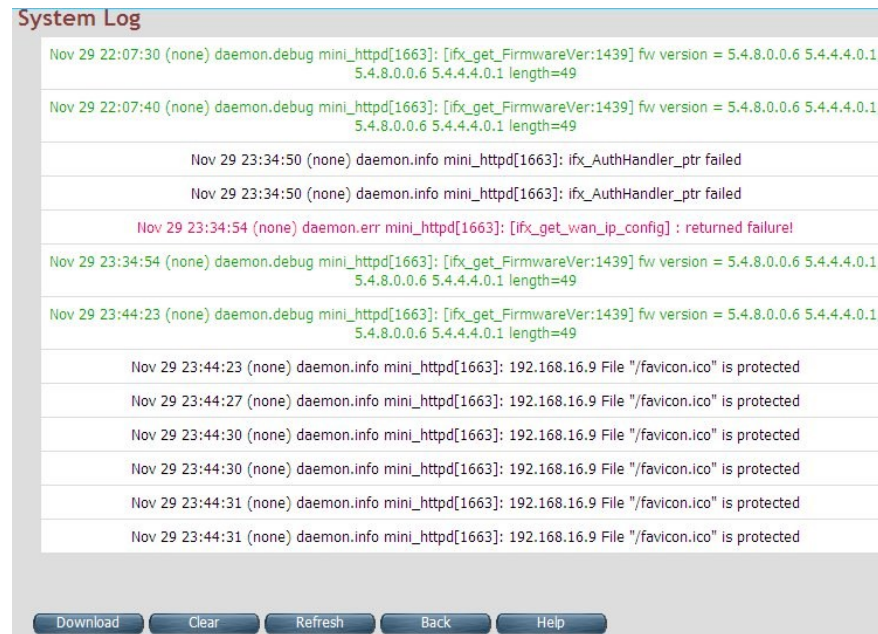 System Log
Nov 29 22:07:30 (none) daemon.debug mini_httpd[1663]: [ifx_get_FirmwareVer:1439] fw version = 5.4.8.0.0.6 5.4.4.4.0.1
5.4.8.0.0.6 5.4.4.4.0.1 length=49
Nov 29 22:07:40 (none) daemon.debug mini_httpd[1663]: [ifx_get_FirmwareVer:1439] fw version = 5.4.8.0.0.6 5.4.4.4.0.1
5.4.8.0.0.6 5.4.4.4.0.1 length=49
Nov 29 23:34:50 (none) daemon.info mini_httpd[1663]: ifx_AuthHandler_ptr failed
Nov 29 23:34:50 (none) daemon.info mini_httpd[1663]: ifx_AuthHandler_ptr failed
Nov 29 23:34:54 (none) daemon.err mini_httpd[1663]: [ifx_get_wan_ip_config] : returned failure!
Nov 29 23:34:54 (none) daemon.debug mini_httpd[1663]: [ifx_get_FirmwareVer:1439] fw version = 5.4.8.0.0.6 5.4.4.4.0.1
5.4.8.0.0.6 5.4.4.4.0.1 length=49
Nov 29 23:44:23 (none) daemon.debug mini_httpd[1663]: [ifx_get_FirmwareVer:1439] fw version = 5.4.8.0.0.6 5.4.4.4.0.1
5.4.8.0.0.6 5.4.4.4.0.1 length=49
Nov 29 23:44:23 (none) daemon.info mini_httpd[1663]: 192.168.16.9 File "/favicon.ico" is protected
Nov 29 23:44:27 (none) daemon.info mini_httpd[1663]: 192.168.16.9 File "/favicon.ico" is protected
Nov 29 23:44:30 (none) daemon.info mini_httpd[1663]: 192.168.16.9 File "/favicon.ico" is protected
Nov 29 23:44:30 (none) daemon.info mini_httpd[1663]: 192.168.16.9 File "/favicon.ico" is protected
Nov 29 23:44:31 (none) daemon.info mini_httpd[1663]: 192.168.16.9 File "/favicon.ico" is protected
Nov 29 23:44:31 (none) daemon.info mini_httpd[1663]: 192.168.16.9 File "/favicon.ico" is protected
Download Clear Refresh Back Help